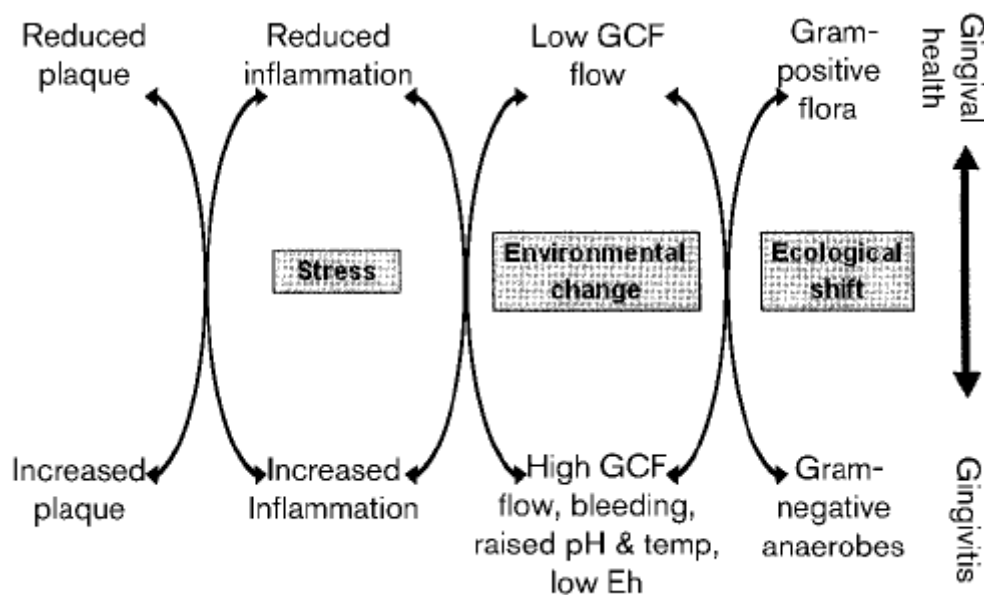 Reduced
plaque
Reduced
inflammation
Low GCF
flow
Gram-
positive
flora
Gingival
health
Stress
Environmental
change
Ecological
shift
Increased
plaque
Increased
Inflammation
High GCF
flow, bleeding,
raised pH & temp,
low Eh
Gram-
negative
anaerobes
Gingivitis